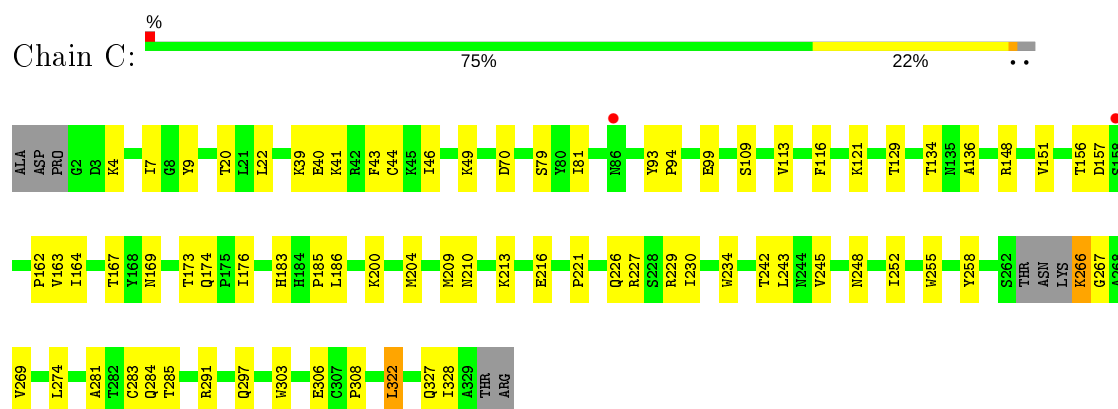 %
Chain C:
75% 22% • •
ALA ASP PRO G2 D3 K4 I7 G8 Y9 T20 L21 L22 K39 E40 K41 R42 F43 C44 K45 I46 K49 D70 S79 Y80 I81 N86 Y93 P94 E99 S109 V113 F116 K121 T129 T134 N135 A136 R148 V151 T156 D157 S158
P162 V163 I164 T167 Y168 N169 T173 Q174 P175 I176 H183 H184 P185 L186 K200 M204 M209 N210 K213 E216 P221 Q226 R227 S228 R229 I230 W234 T242 L243 N244 V245 N248 I252 W255 Y258 S262 THR ASN LYS K266 G267 A268
V269 L274 A281 T282 C283 Q284 T285 R291 Q297 W303 E306 C307 P308 L322 Q327 I328 A329 THR ARG